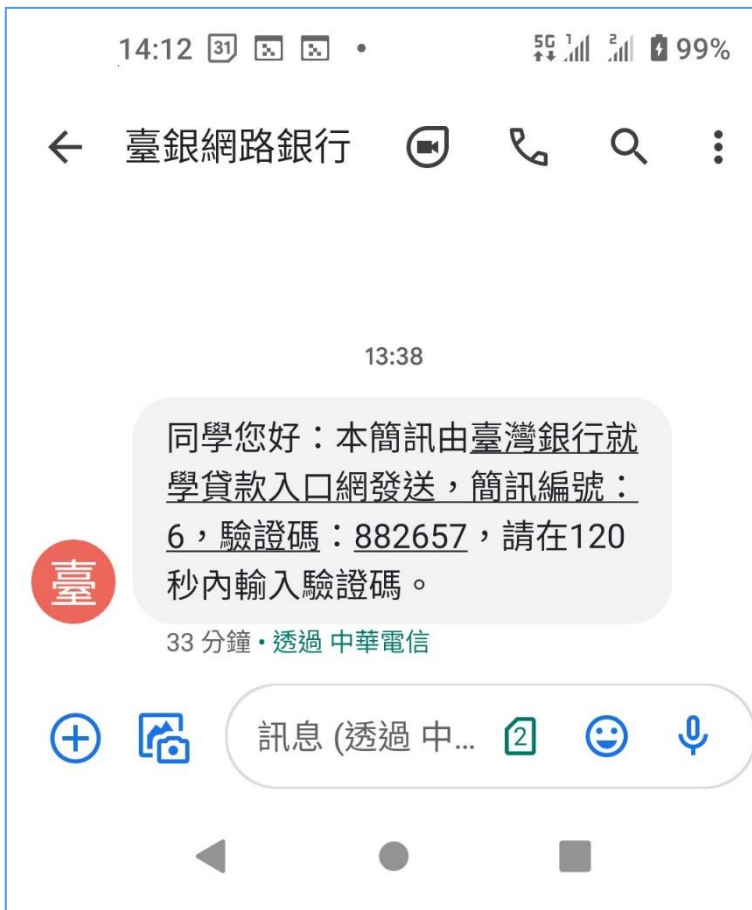 14:12 31 5G 1 2 99%
臺銀網路銀行
13:38
同學您好：本簡訊由臺灣銀行就
學貸款入口網發送，簡訊編號：
6，驗證碼：882657，請在120
秒內輸入驗證碼。
臺
33 分鐘 • 透過 中華電信
訊息 (透過 中... 2